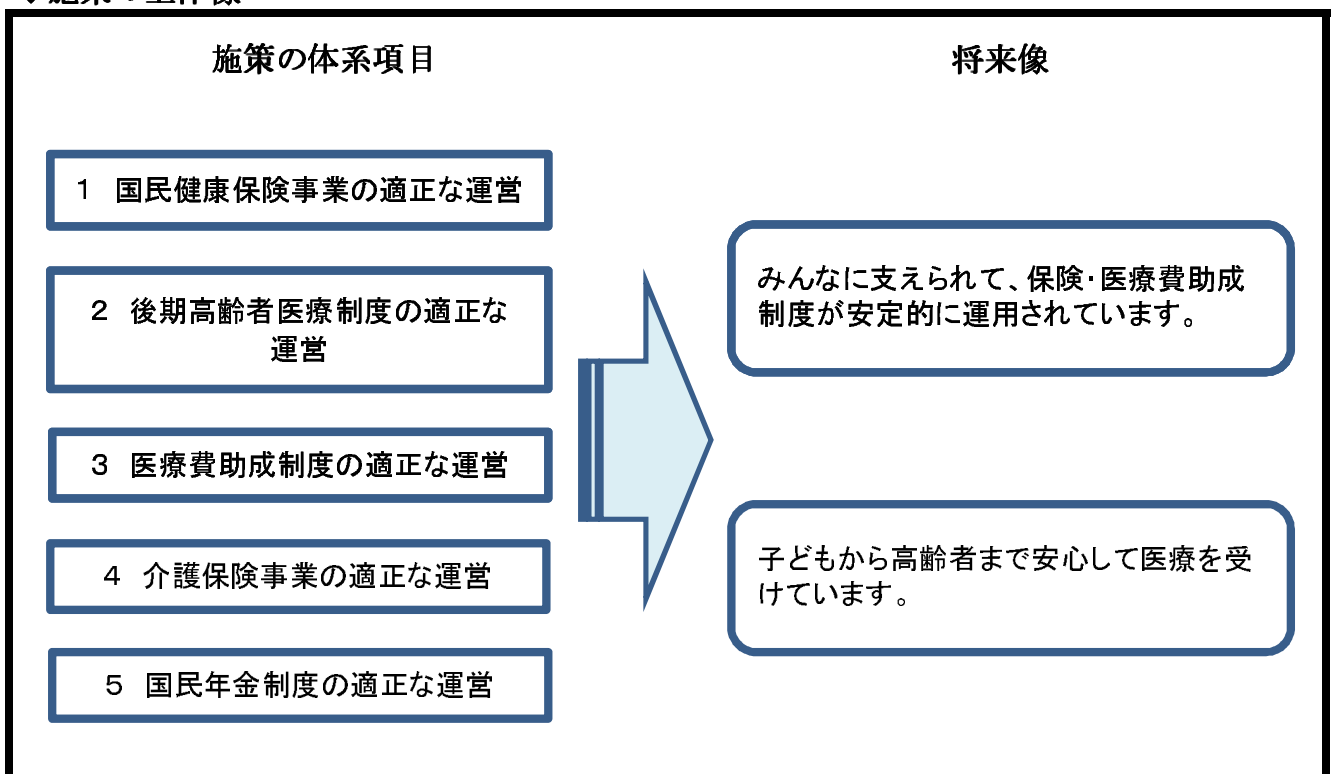 施策の体系項目
将来像
1 国民健康保険事業の適正な運営
2 後期高齢者医療制度の適正な
運営
3 医療費助成制度の適正な運営
4 介護保険事業の適正な運営
5 国民年金制度の適正な運営
みんなに支えられて、保険・医療費助成
制度が安定的に運用されています。
子どもから高齢者まで安心して医療を受
けています。